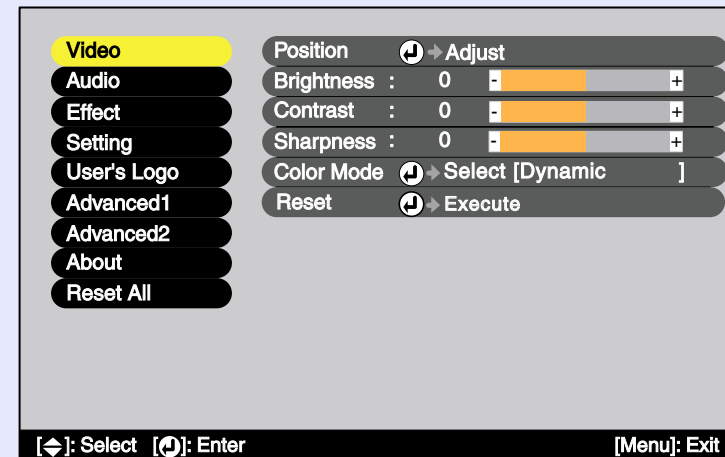 Video
Audio
Effect
Setting
User's Logo
Advanced1
Advanced2
About
Reset All
Position Adjust
Brightness : 0 - +
Contrast : 0 - +
Sharpness : 0 - +
Color Mode Select [Dynamic ]
Reset Execute
[]: Select []: Enter [Menu]: Exit